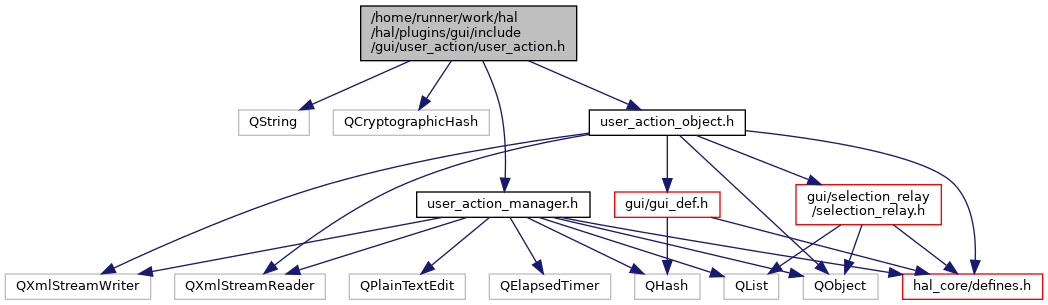 /home/runner/work/hal
/hal/plugins/gui/include
/gui/user_action/user_action.h
QString
QCryptographicHash
user_action_object.h
user_action_manager.h
gui/gui_def.h
gui/selection_relay
/selection_relay.h
QXmlStreamWriter
QXmlStreamReader
QPlainTextEdit
QElapsedTimer
QHash
QList
QObject
hal_core/defines.h